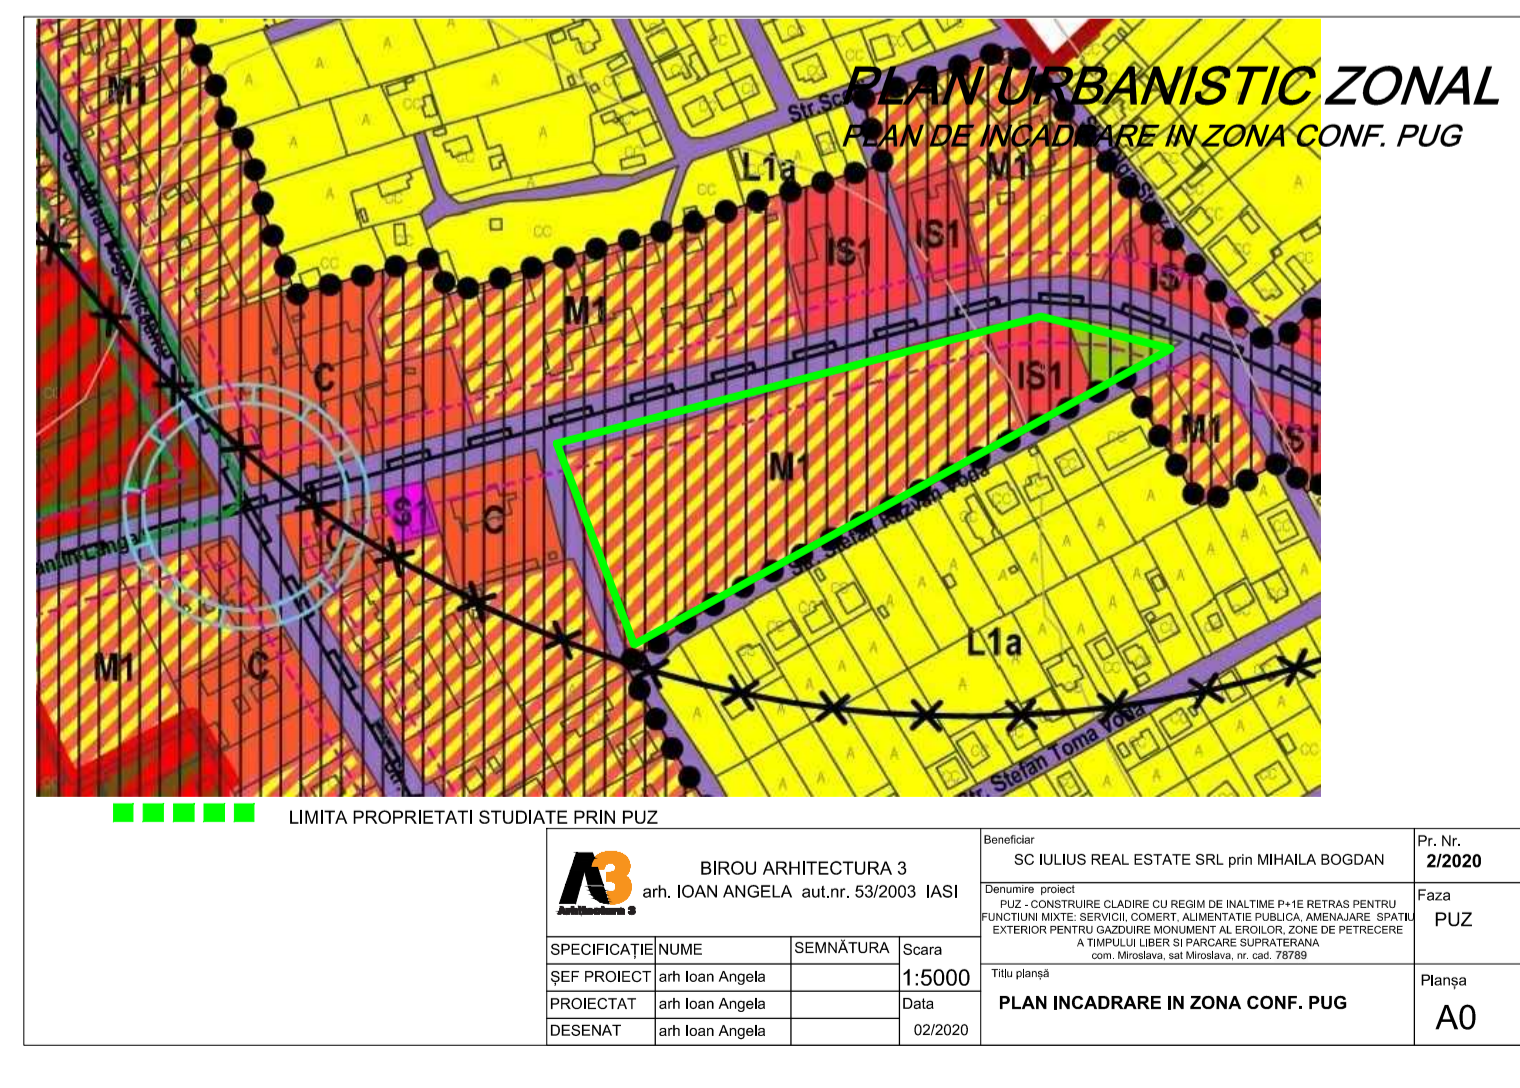 PLAN URBANISTIC ZONAL
PLAN DE INCADRARE IN ZONA CONF. PUG
M1
L1a
M1
IS1
IS1
IS1
M1
C
IS1
M1
M1
IS1
S1
C
C
Str. Stefan Razvan Voda
L1a
M1
C
Str. Stefan Toma Voda
LIMITA PROPRIETATI STUDIATE PRIN PUZ
A3
Arhitectura 3
BIROU ARHITECTURA 3
arh. IOAN ANGELA aut.nr. 53/2003 IASI
Beneficiar
SC IULIUS REAL ESTATE SRL prin MIHAILA BOGDAN
Pr. Nr.
2/2020
Denumire proiect
PUZ - CONSTRUIRE CLADIRE CU REGIM DE INALTIME P+1E RETRAS PENTRU
FUNCTIUNI MIXTE: SERVICII, COMERT, ALIMENTATIE PUBLICA, AMENAJARE SPATIU
EXTERIOR PENTRU GAZDUIRE MONUMENT AL EROILOR, ZONE DE PETRECERE
A TIMPULUI LIBER SI PARCARE SUPRATERANA
com. Miroslava, sat Miroslava, nr. cad. 78789
Faza
PUZ
SPECIFICAȚIE NUME SEMNĂTURA Scara
ȘEF PROIECT arh Ioan Angela 1:5000
PROIECTAT arh Ioan Angela Data
DESENAT arh Ioan Angela 02/2020
Titlu planșă
PLAN INCADRARE IN ZONA CONF. PUG
Planșa
A0